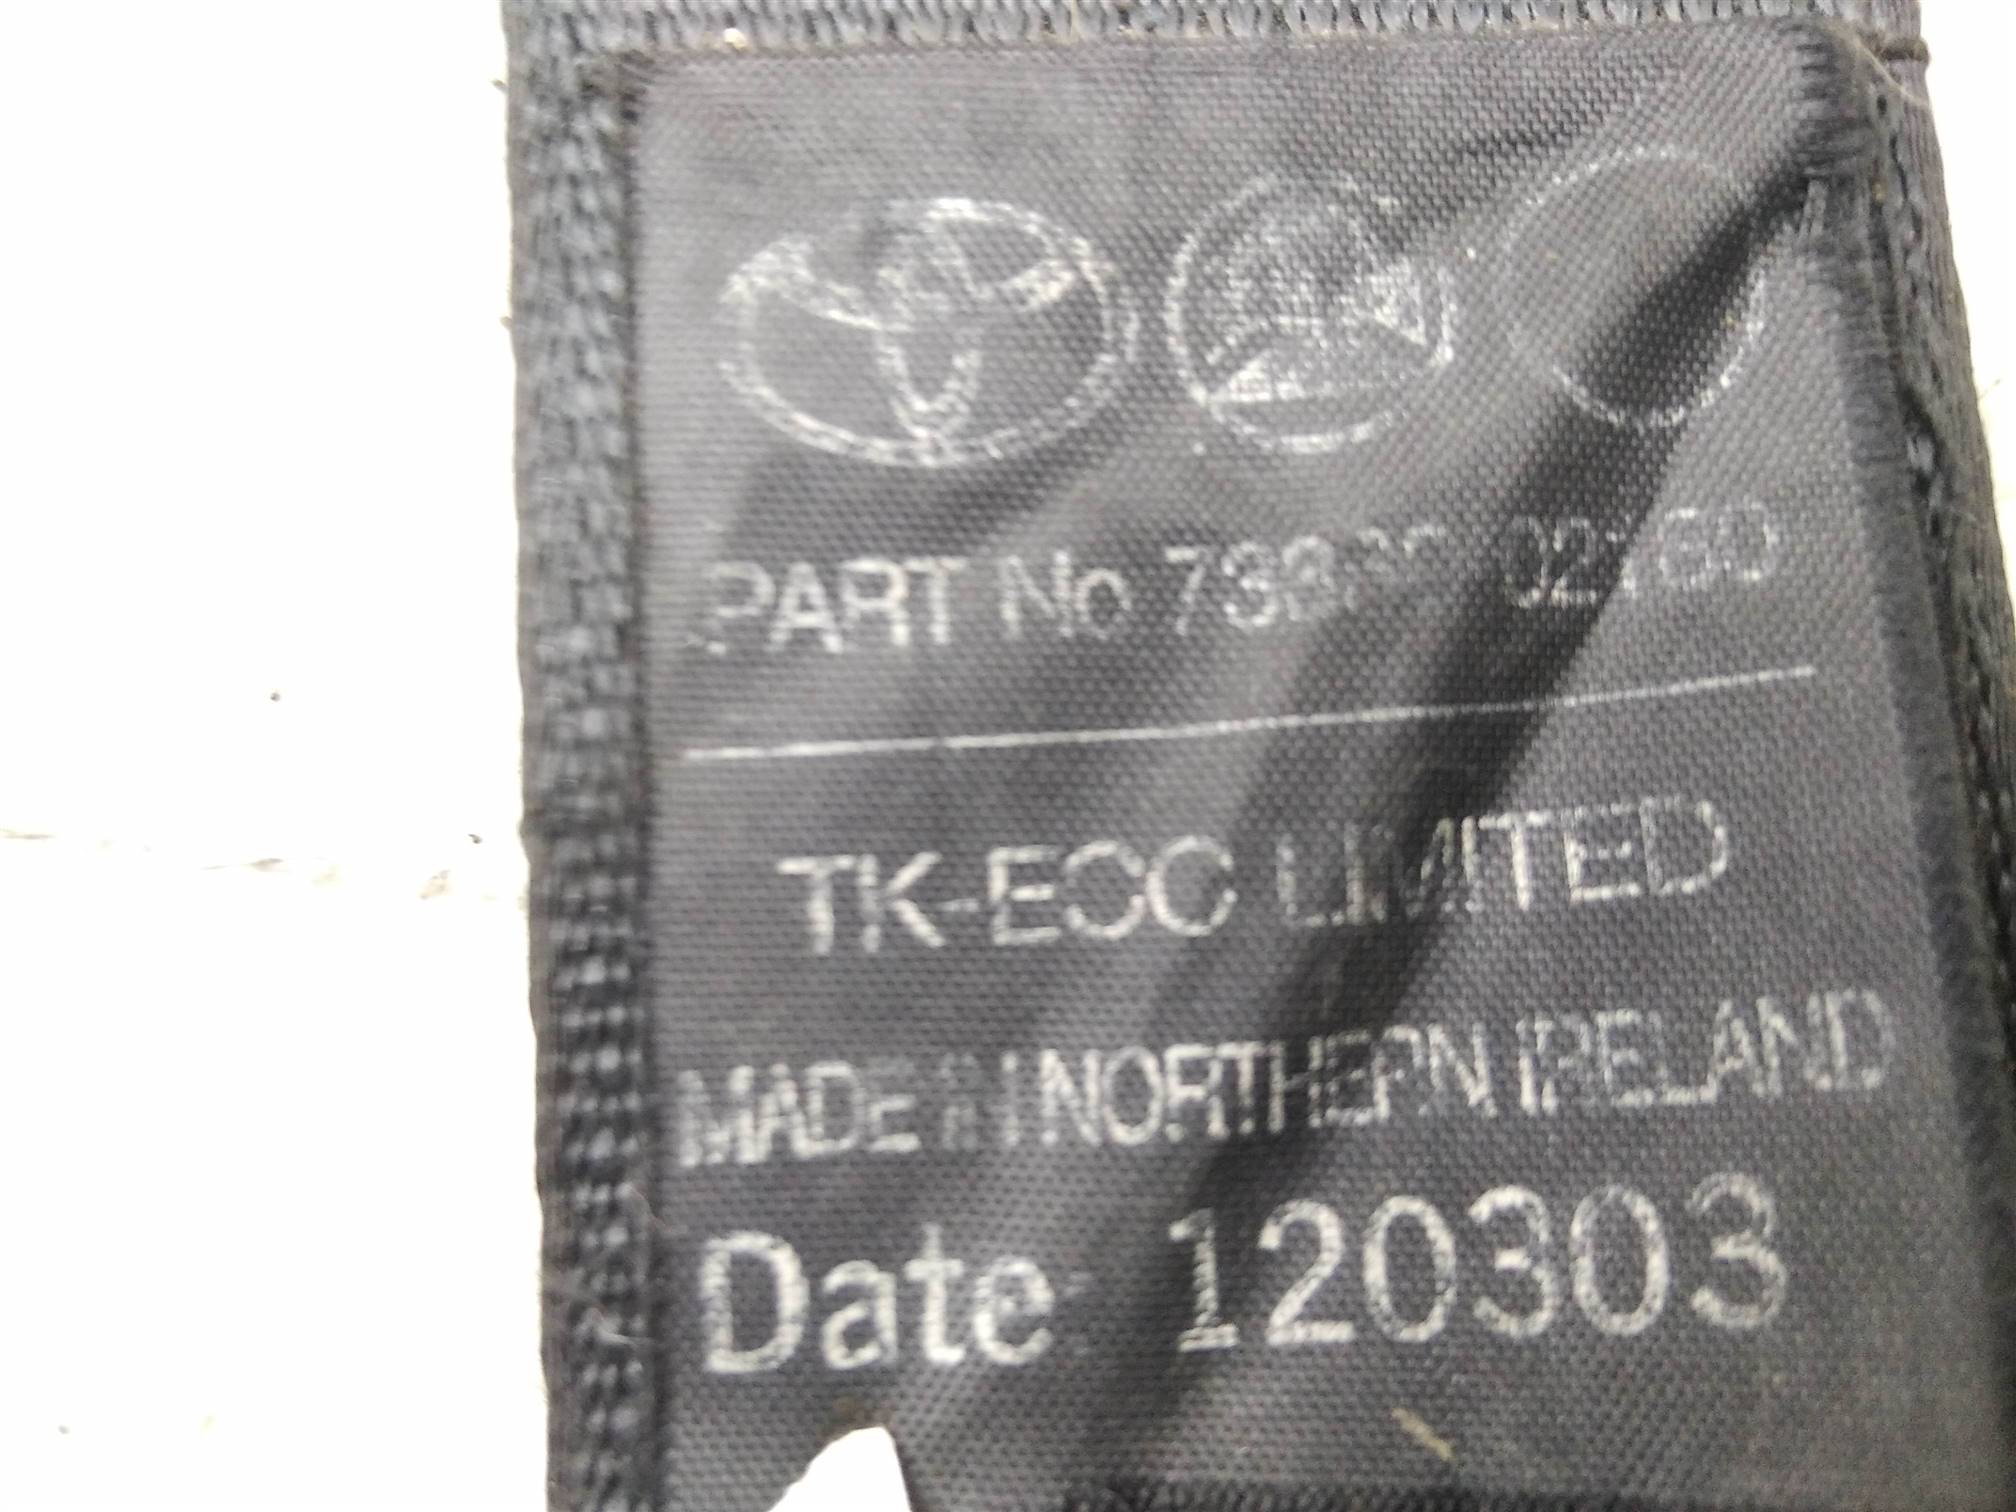 PART No
TK-ECC LIMITED
MADE IN NORTHERN IRELAND
Date 120303